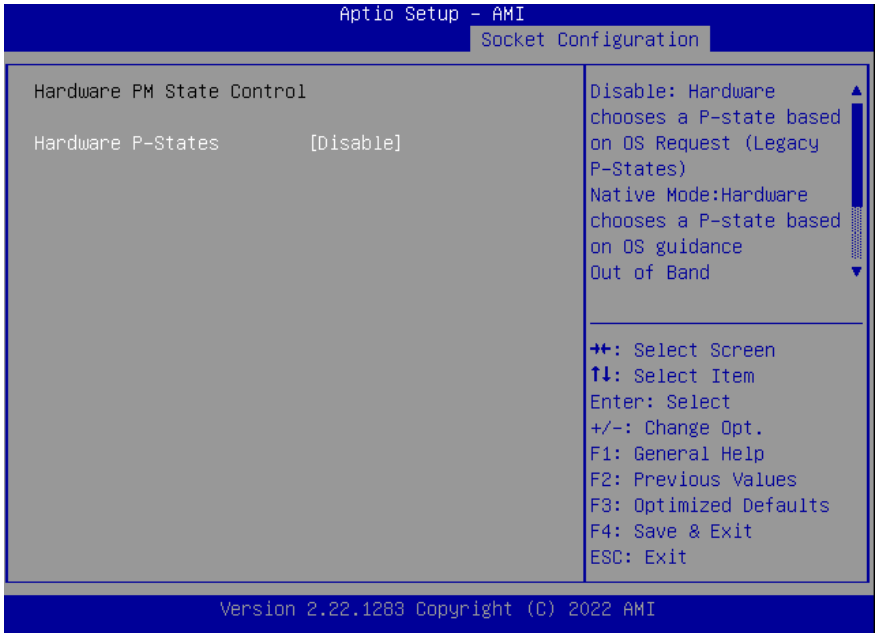 Aptio Setup – AMI
Socket Configuration
Hardware PM State Control
Hardware P-States [Disable]
Disable: Hardware
chooses a P-state based
on OS Request (Legacy
P-States)
Native Mode:Hardware
chooses a P-state based
on OS guidance
Out of Band
→←: Select Screen
↑↓: Select Item
Enter: Select
+/-: Change Opt.
F1: General Help
F2: Previous Values
F3: Optimized Defaults
F4: Save & Exit
ESC: Exit
Version 2.22.1283 Copyright (C) 2022 AMI